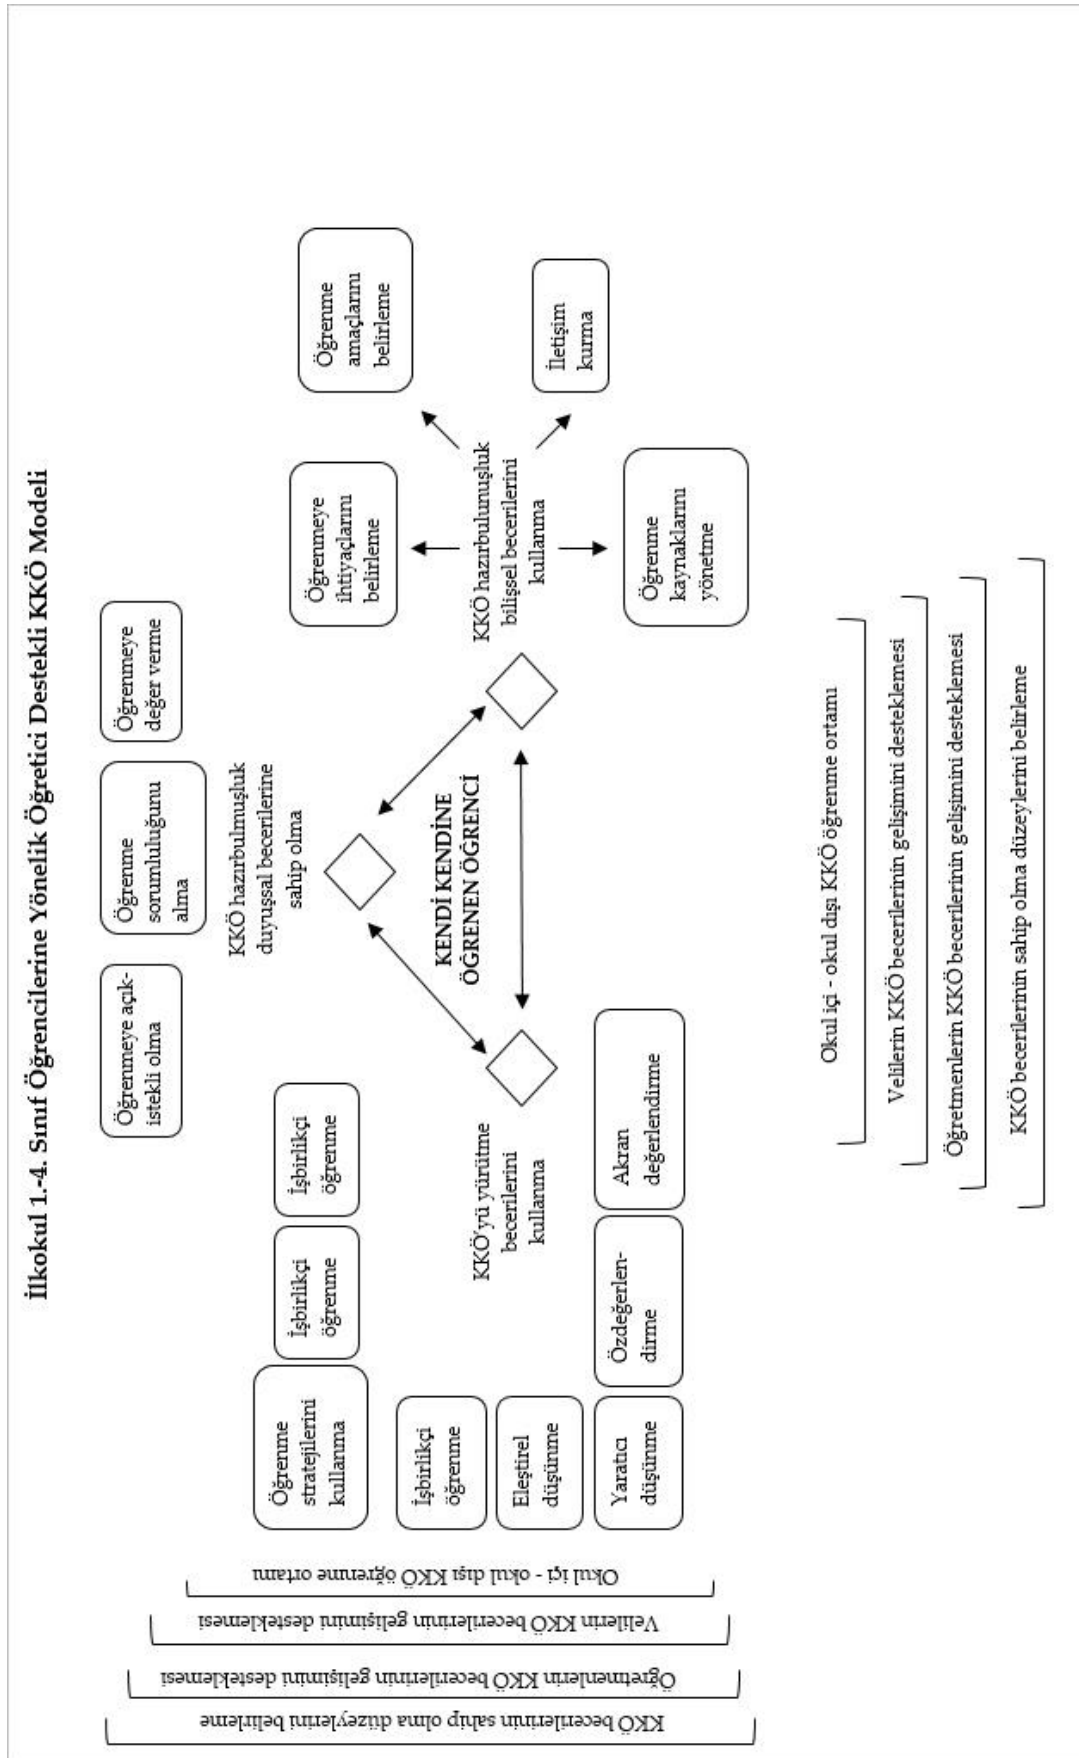 İlkokul 1.-4. Sınıf Öğrencilerine Yönelik Öğretici Destekli KKÖ Modeli
Öğrenmeye açık-
istekli olma
Öğrenme
sorumluluğunu
alma
Öğrenmeye
değer verme
KKÖ hazırbulmuşluk
duyuşsal becerilerine
sahip olma
Öğrenme
stratejilerini
kullanma
İşbirlikçi
öğrenme
İşbirlikçi
öğrenme
İşbirlikçi
öğrenme
Eleştirel
düşünme
Yaratıcı
düşünme
Özdeğerlen-
dirme
Akran
değerlendirme
KKÖ'yü yürütme
becerilerini
kullanma
KENDİ KENDİNE
ÖĞRENEN ÖĞRENCİ
Öğrenmeye
ihtiyaçlarını
belirleme
Öğrenme
amaçlarını
belirleme
KKÖ hazırbulunuşluk
bilişsel becerilerini
kullanma
Öğrenme
kaynaklarını
yönetme
İletişim
kurma
Okul içi - okul dışı KKÖ öğrenme ortamı
Velilerin KKÖ becerilerinin gelişimini desteklemesi
Öğretmenlerin KKÖ becerilerinin gelişimini desteklemesi
KKÖ becerilerinin sahip olma düzeylerini belirleme
Okul içi - okul dışı KKÖ öğrenme ortamı
Velilerin KKÖ becerilerinin gelişimini desteklemesi
Öğretmenlerin KKÖ becerilerinin gelişimini desteklemesi
KKÖ becerilerinin sahip olma düzeylerini belirleme